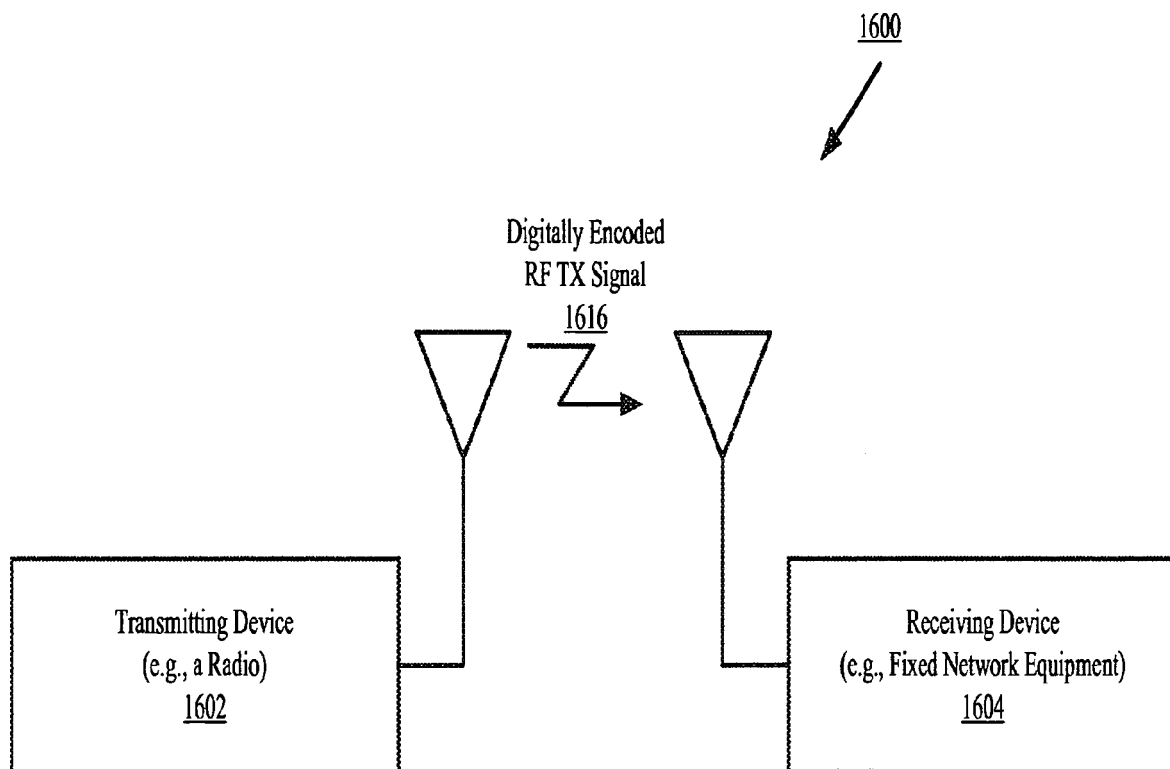 1600
Digitally Encoded
RF TX Signal
1616
Transmitting Device
(e.g., a Radio)
1602
Receiving Device
(e.g., Fixed Network Equipment)
1604